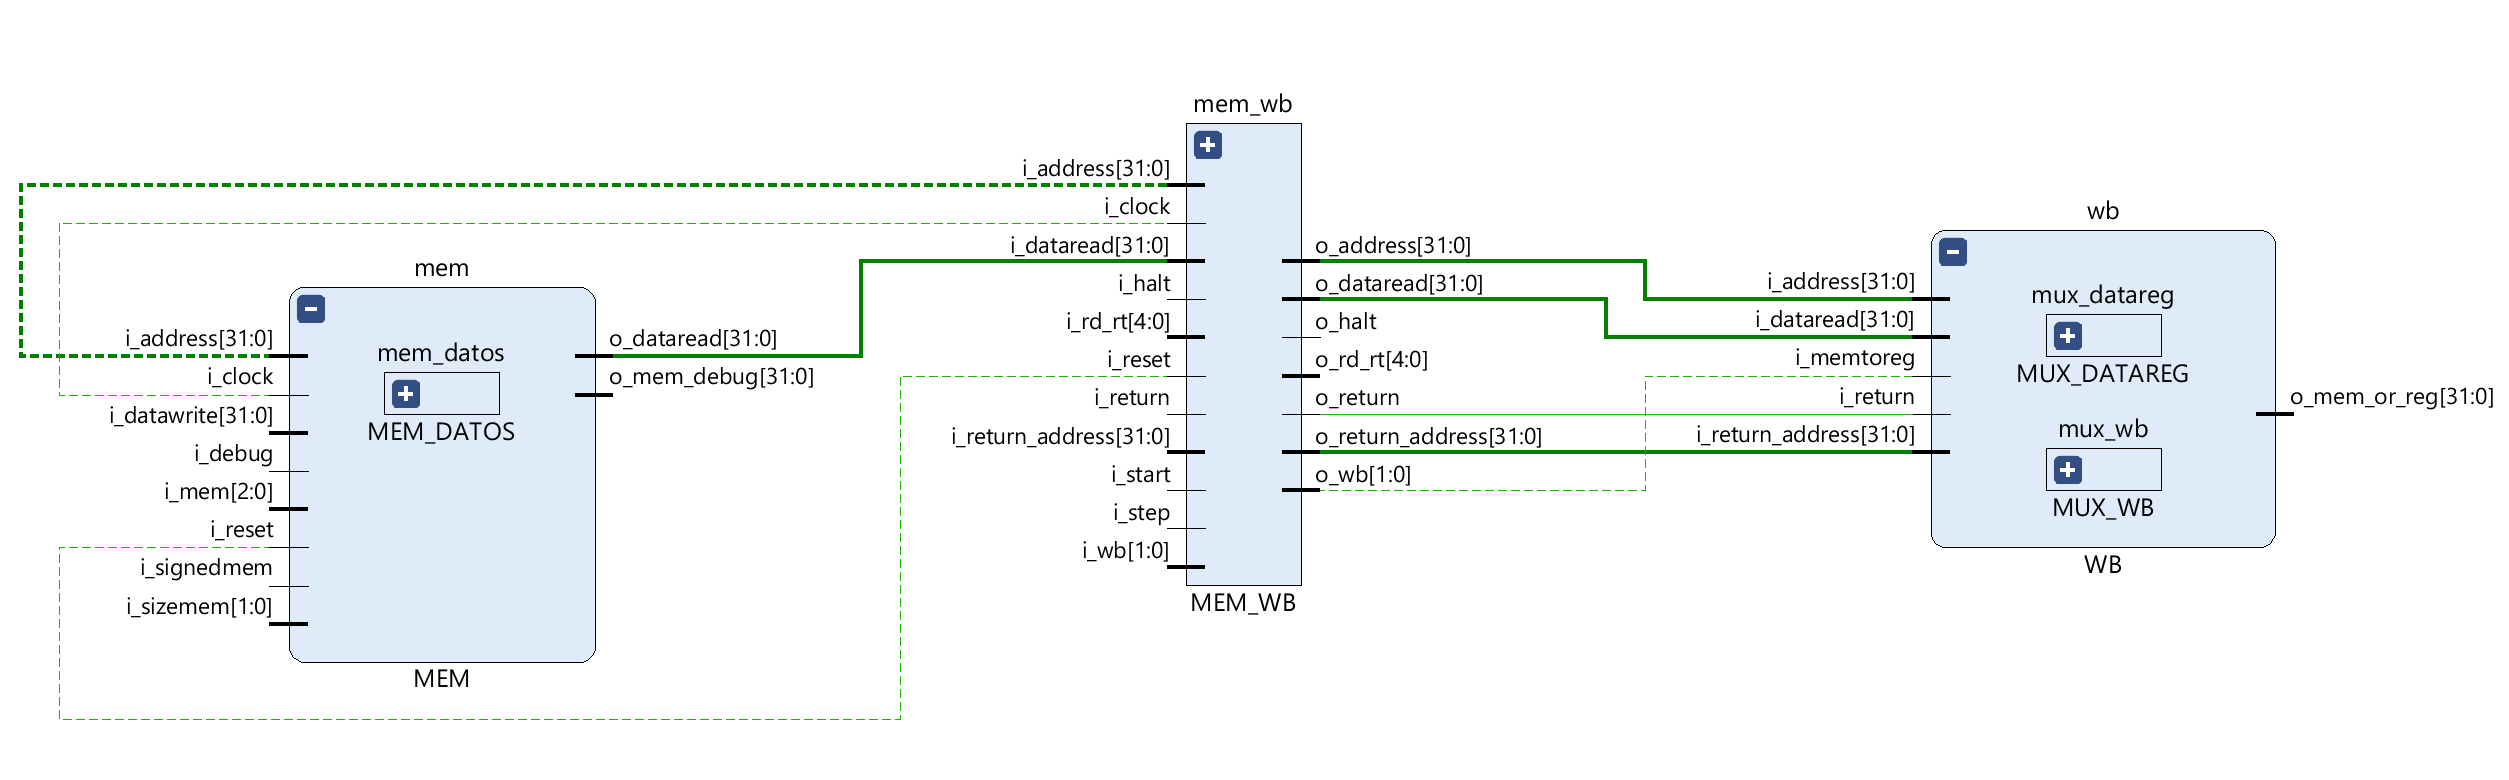 mem
i_address[31:0]
i_clock
i_datawrite[31:0]
i_debug
i_mem[2:0]
i_reset
i_signedmem
i_sizemem[1:0]
mem_datos
MEM_DATOS
o_dataread[31:0]
o_mem_debug[31:0]
MEM
mem_wb
i_address[31:0]
i_clock
i_dataread[31:0]
i_halt
i_rd_rt[4:0]
i_reset
i_return
i_return_address[31:0]
i_start
i_step
i_wb[1:0]
o_address[31:0]
o_dataread[31:0]
o_halt
o_rd_rt[4:0]
o_return
o_return_address[31:0]
o_wb[1:0]
MEM_WB
wb
i_address[31:0]
i_dataread[31:0]
i_memtoreg
i_return
i_return_address[31:0]
mux_datareg
MUX_DATAREG
mux_wb
MUX_WB
o_mem_or_reg[31:0]
WB